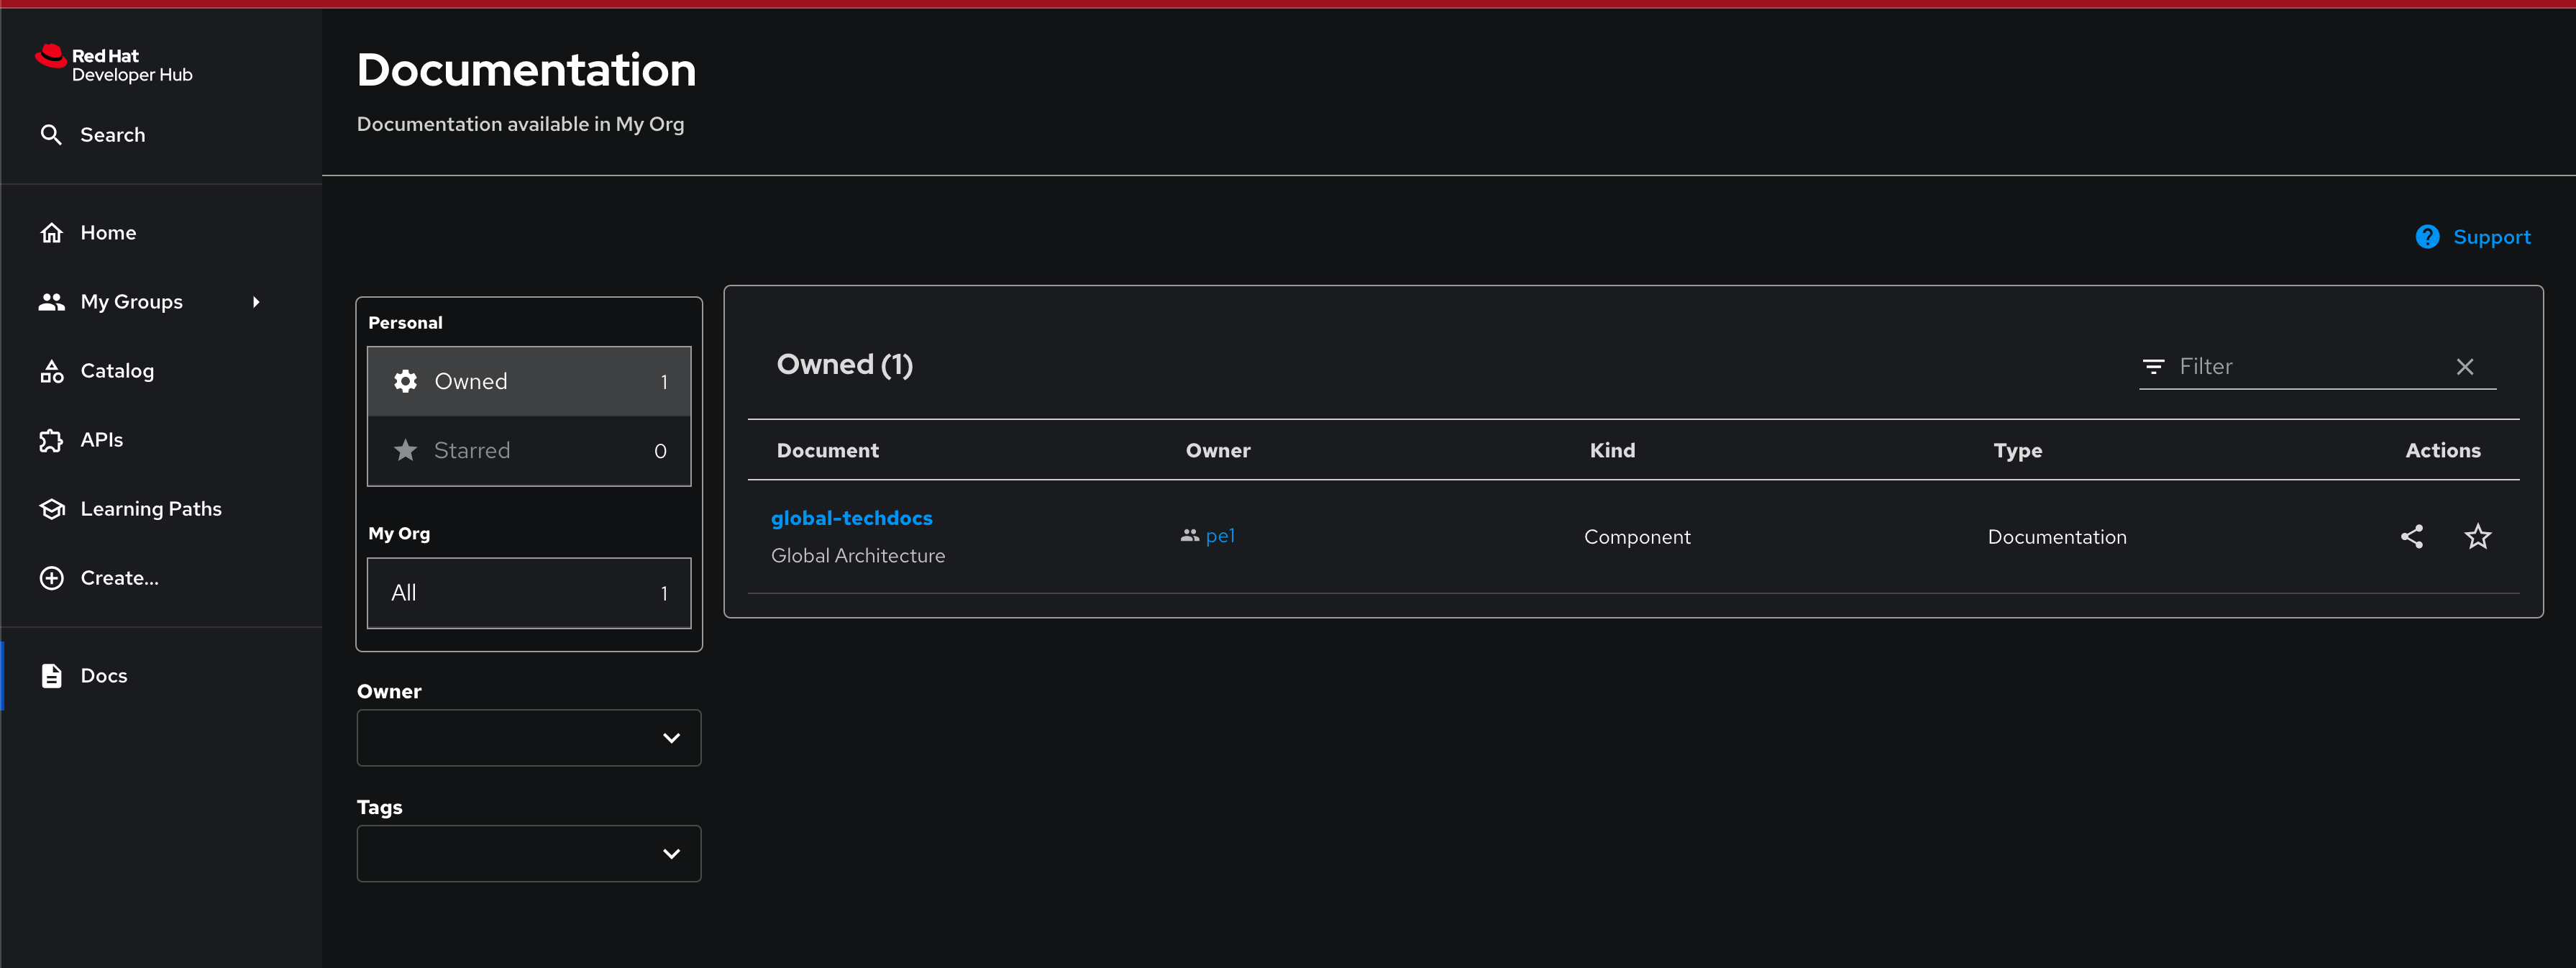 Red Hat
Developer Hub
Search
Home
My Groups
Catalog
APIs
Learning Paths
Create...
Docs
Documentation
Documentation available in My Org
Support
Personal
Owned 1
Starred 0
My Org
All 1
Owner
Tags
Owned (1)
Filter
Document Owner Kind Type Actions
global-techdocs
Global Architecture
pe1
Component
Documentation